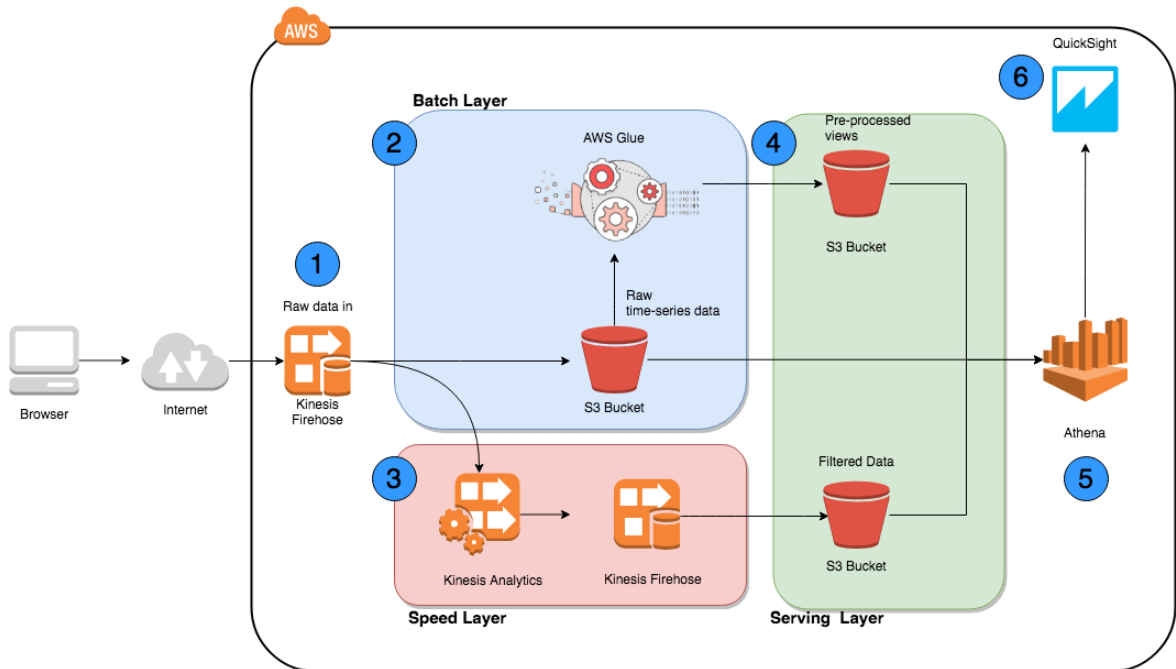 AWS
QuickSight
6
Batch Layer
2
AWS Glue
4
Pre-processed
views
S3 Bucket
1
Raw data in
Raw
time-series data
Browser
Internet
Kinesis
Firehose
S3 Bucket
Athena
5
3
Filtered Data
Kinesis Analytics
Kinesis Firehose
S3 Bucket
Speed Layer
Serving Layer